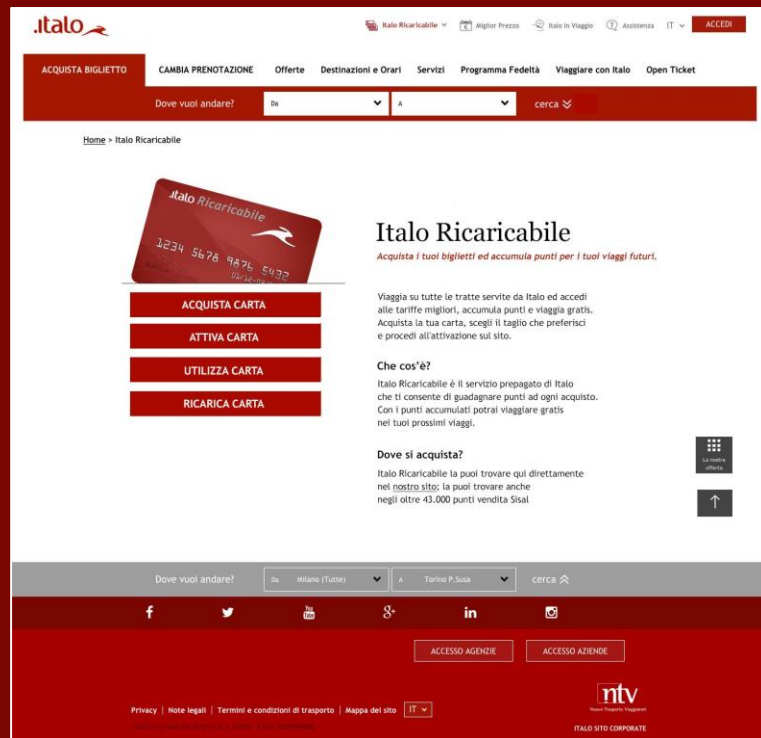 .italo
Italo Ricaricabile
Miglior Prezzo
Italo in Viaggio
Assistenza
IT
ACCEDI
ACQUISTA BIGLIETTO
CAMBIA PRENOTAZIONE
Offerte
Destinazioni e Orari
Servizi
Programma Fedeltà
Viaggiare con Italo
Open Ticket
Dove vuoi andare?
Da
A
cerca
Home > Italo Ricaricabile
.italo Ricaricabile
1234 5678 9876 5432
ACQUISTA CARTA
ATTIVA CARTA
UTILIZZA CARTA
RICARICA CARTA
Italo Ricaricabile
Acquista i tuoi biglietti ed accumula punti per i tuoi viaggi futuri.
Viaggia su tutte le tratte servite da Italo ed accedi
alle tariffe migliori, accumula punti e viaggia gratis.
Acquista la tua carta, scegli il taglio che preferisci
e procedi all'attivazione sul sito.
Che cos'è?
Italo Ricaricabile è il servizio prepagato di Italo
che ti consente di guadagnare punti ad ogni acquisto.
Con i punti accumulati potrai viaggiare gratis
nei tuoi prossimi viaggi.
Dove si acquista?
Italo Ricaricabile la puoi trovare qui direttamente
nel nostro sito; la puoi trovare anche
negli oltre 43.000 punti vendita Sisal
La nostra
offerta
Dove vuoi andare?
Da Milano (Tutte)
A Torino P.Susa
cerca
f
You
Tube
g+
in
ACCESSO AGENZIE
ACCESSO AZIENDE
ntv
Nuovo Trasporto Viaggiatori
Privacy | Note legali | Termini e condizioni di trasporto | Mappa del sito
IT
ITALO SITO CORPORATE